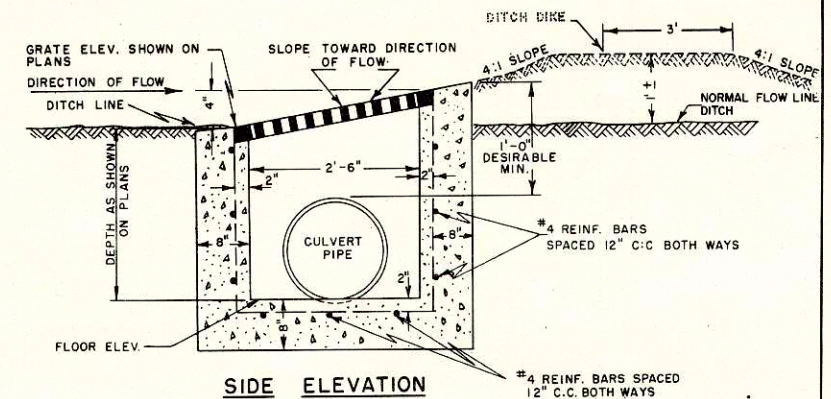 DITCH DIKE
3'
GRATE ELEV. SHOWN ON
PLANS
SLOPE TOWARD DIRECTION
OF FLOW
4:1 SLOPE
4:1 SLOPE
DIRECTION OF FLOW
4"
1'±
DITCH LINE
NORMAL FLOW LINE
DITCH
1'-0"
DESIRABLE
MIN.
2'-6"
2"
2"
DEPTH AS SHOWN
ON PLANS
#4 REINF. BARS
SPACED 12" C:C BOTH WAYS
8"
CULVERT
PIPE
8"
2"
8"
FLOOR ELEV.
#4 REINF. BARS SPACED
12" C.C. BOTH WAYS
SIDE ELEVATION